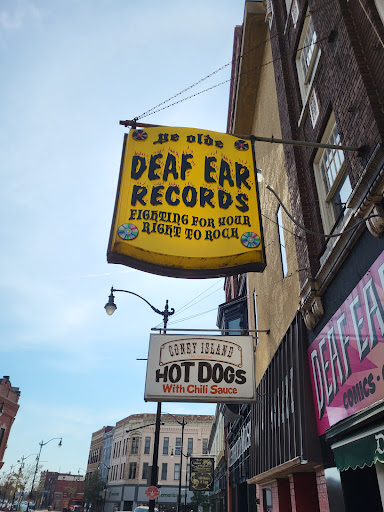 Ye olde
DEAF EAR
RECORDS
FIGHTING FOR YOUR
RIGHT TO ROCK
CONEY ISLAND
HOT DOGS
With Chili Sauce
DEAF EA
COMICS